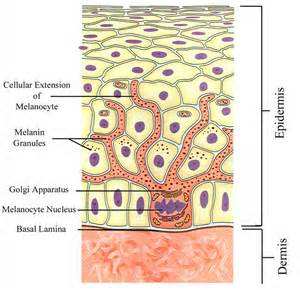 Cellular Extension
of
Melanocyte
Melanin
Granules
Golgi Apparatus
Melanocyte Nucleus
Basal Lamina
Epidermis
Dermis